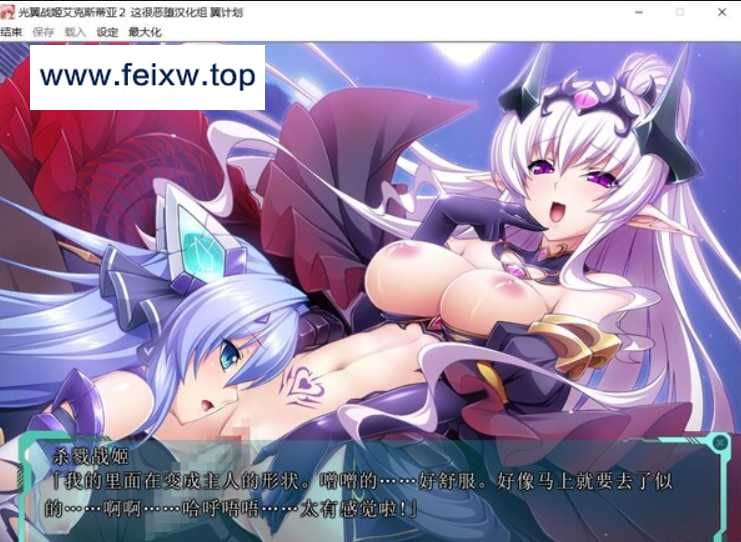 光翼战姬艾克斯蒂亚2 这很恶堕汉化组 翼计划
结束 保存 载入 设定 最大化
www.feixw.top
杀戮战姬
「我的里面在变成主人的形状。噌噌的……好舒服。好像马上就要去了似
的……啊啊……哈呼唔唔……太有感觉啦!」